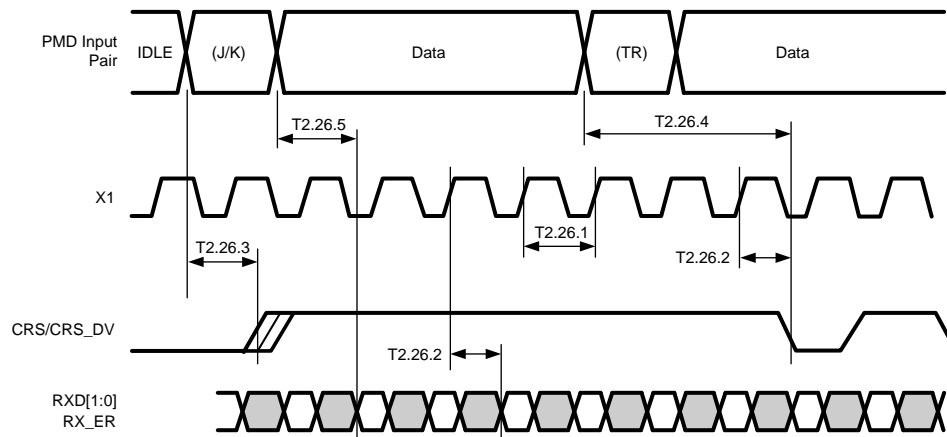 PMD Input
Pair
IDLE
(J/K)
Data
(TR)
Data
T2.26.5
T2.26.4
X1
T2.26.3
T2.26.1
T2.26.2
CRS/CRS_DV
T2.26.2
RXD[1:0]
RX_ER